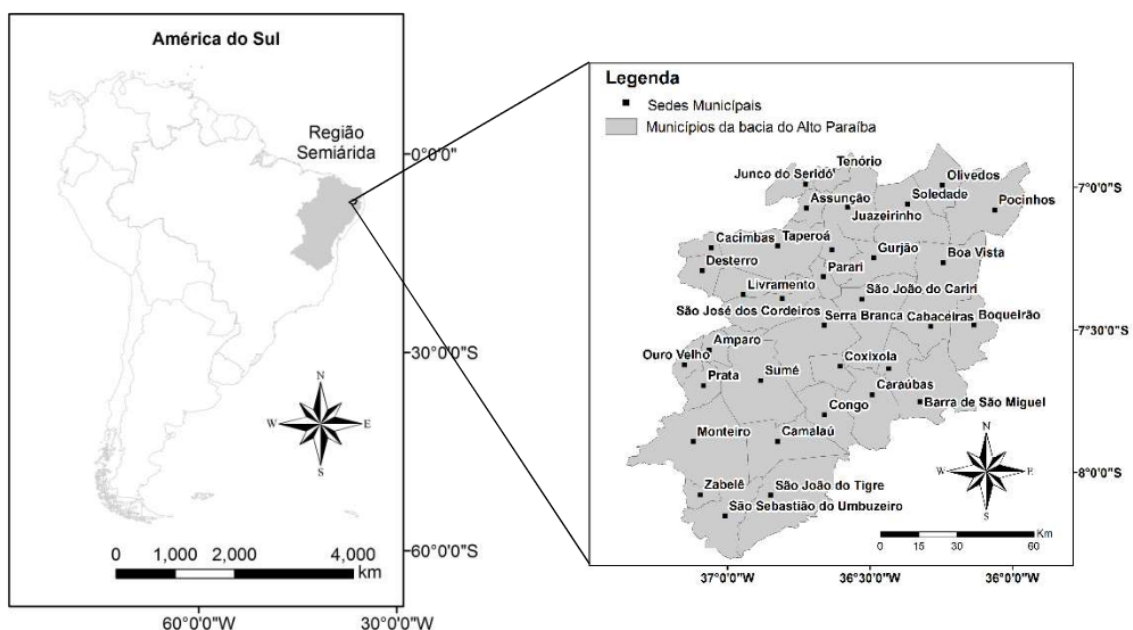 América do Sul
Região
Semiárida
0°0'0"
30°0'0"S
60°0'0"S
N
W
E
S
0
1,000
2,000
4,000
km
60°0'0"W
30°0'0"W
Legenda
Sedes Municípais
Municípios da bacia do Alto Paraíba
Tenório
Junco do Seridó
Olivedos
Assunção
Soledade
Pocinhos
Juazeirinho
7°0'0"S
Cacimbas
Taperoá
Gurjão
Boa Vista
Desterro
Parari
Livramento
São João do Cariri
São José dos Cordeiros
Serra Branca
Cabaceiras
Boqueirão
7°30'0"S
Amparo
Ouro Velho
Coxixola
Prata
Sumé
Caraúbas
Barra de São Miguel
Congo
Monteiro
Camalaú
N
W
E
S
8°0'0"S
Zabelê
São João do Tigre
São Sebastião do Umbuzeiro
Km
0
15
30
60
37°0'0"W
36°30'0"W
36°0'0"W